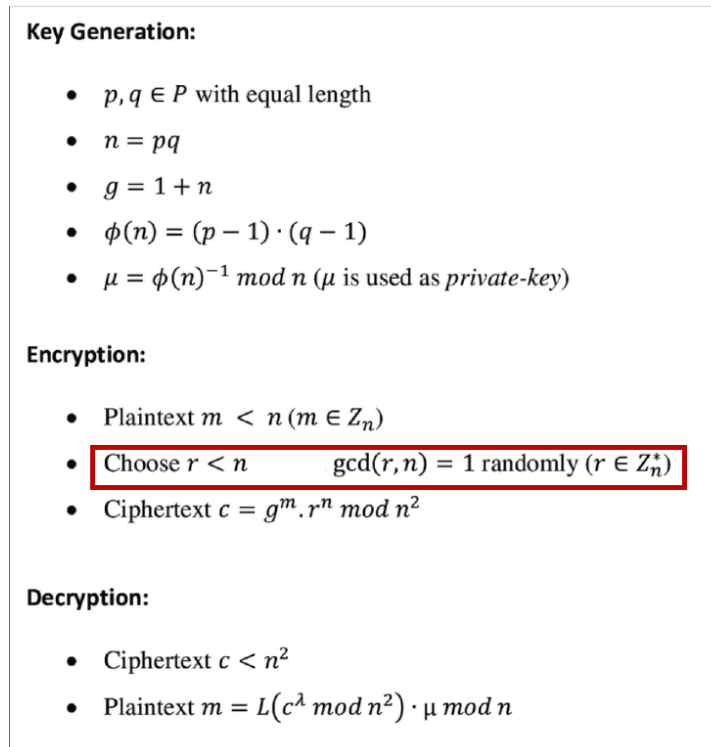 Key Generation:
• p, q ∈ P with equal length
• n = pq
• g = 1 + n
• ϕ(n) = (p − 1) · (q − 1)
• μ = ϕ(n)⁻¹ mod n (μ is used as private-key)
Encryption:
• Plaintext m < n (m ∈ Zₙ)
• Choose r < n gcd(r, n) = 1 randomly (r ∈ Zₙ*)
• Ciphertext c = gᵐ. rⁿ mod n²
Decryption:
• Ciphertext c < n²
• Plaintext m = L(c^λ mod n²) · μ mod n